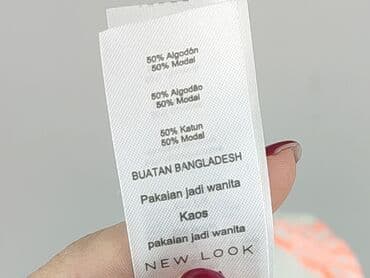 50% Algodón
50% Modal
50% Algodão
50% Modal
50% Katun
50% Modal
BUATAN BANGLADESH
Pakaian jadi wanita
Kaos
pakaian jadi wanita
NEW LOOK